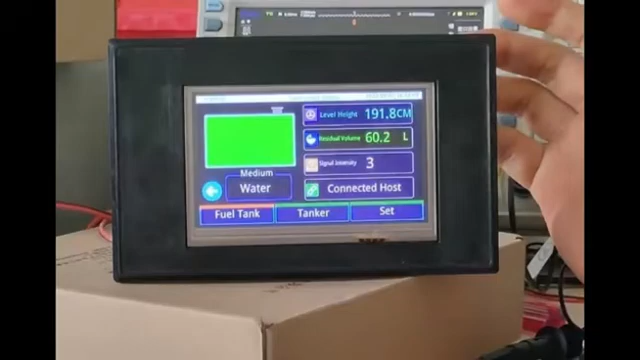 Level Height 191.8CM
Residual Volume 60.2 L
Medium
Signal Intensity 3
Water
Connected Host
Fuel Tank Tanker Set